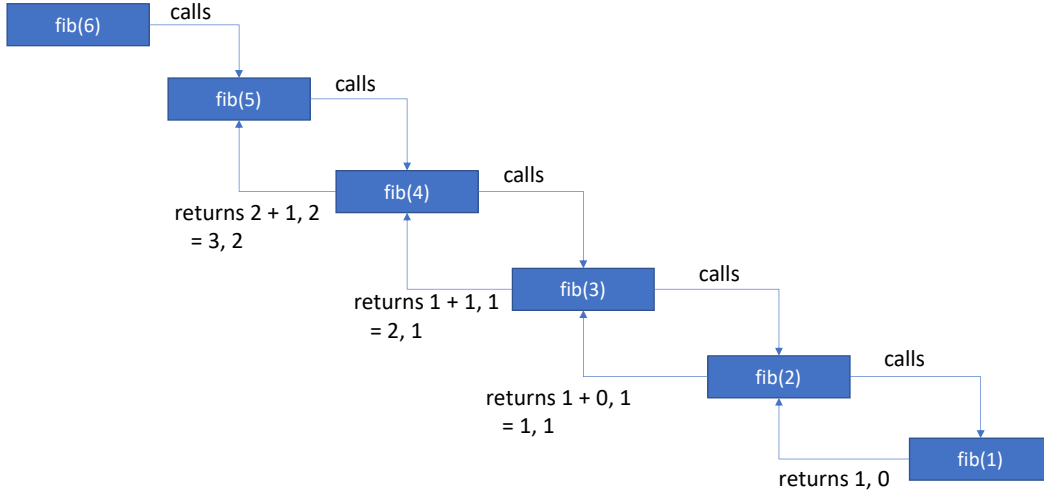 fib(6)
calls
fib(5)
calls
fib(4)
calls
returns 2 + 1, 2
= 3, 2
fib(3)
calls
returns 1 + 1, 1
= 2, 1
fib(2)
calls
returns 1 + 0, 1
= 1, 1
fib(1)
returns 1, 0